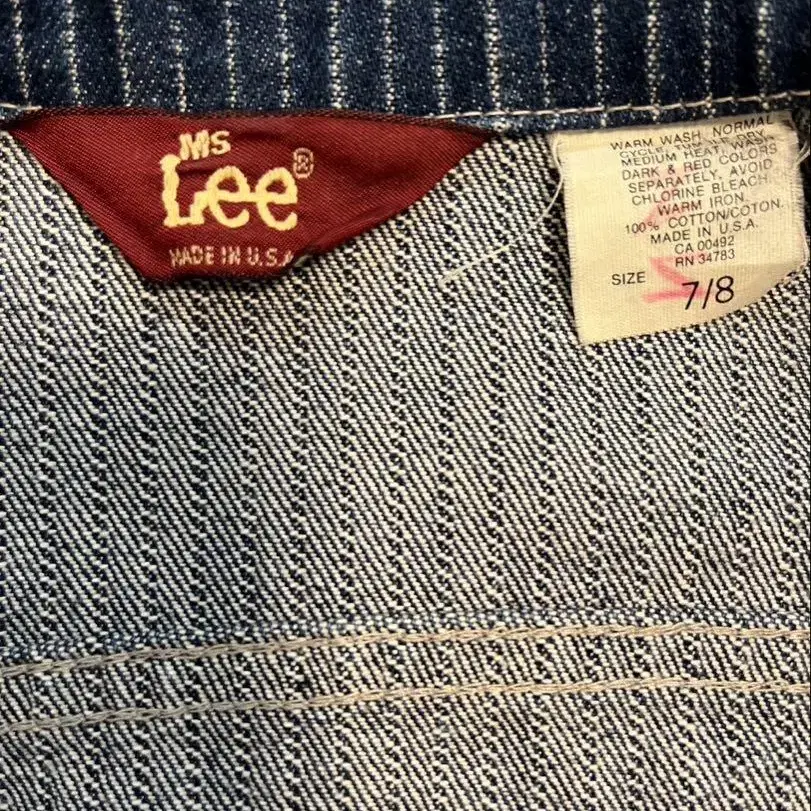 MS
Lee®
MADE IN U.S.A
WARM WASH, NORMAL
CYCLE, TUMBLE DRY
MEDIUM HEAT, WASH
DARK & RED COLORS
SEPARATELY, AVOID
CHLORINE BLEACH,
WARM IRON
100% COTTON/COTON
MADE IN U.S.A.
CA 00492
RN 34783
SIZE 7/8